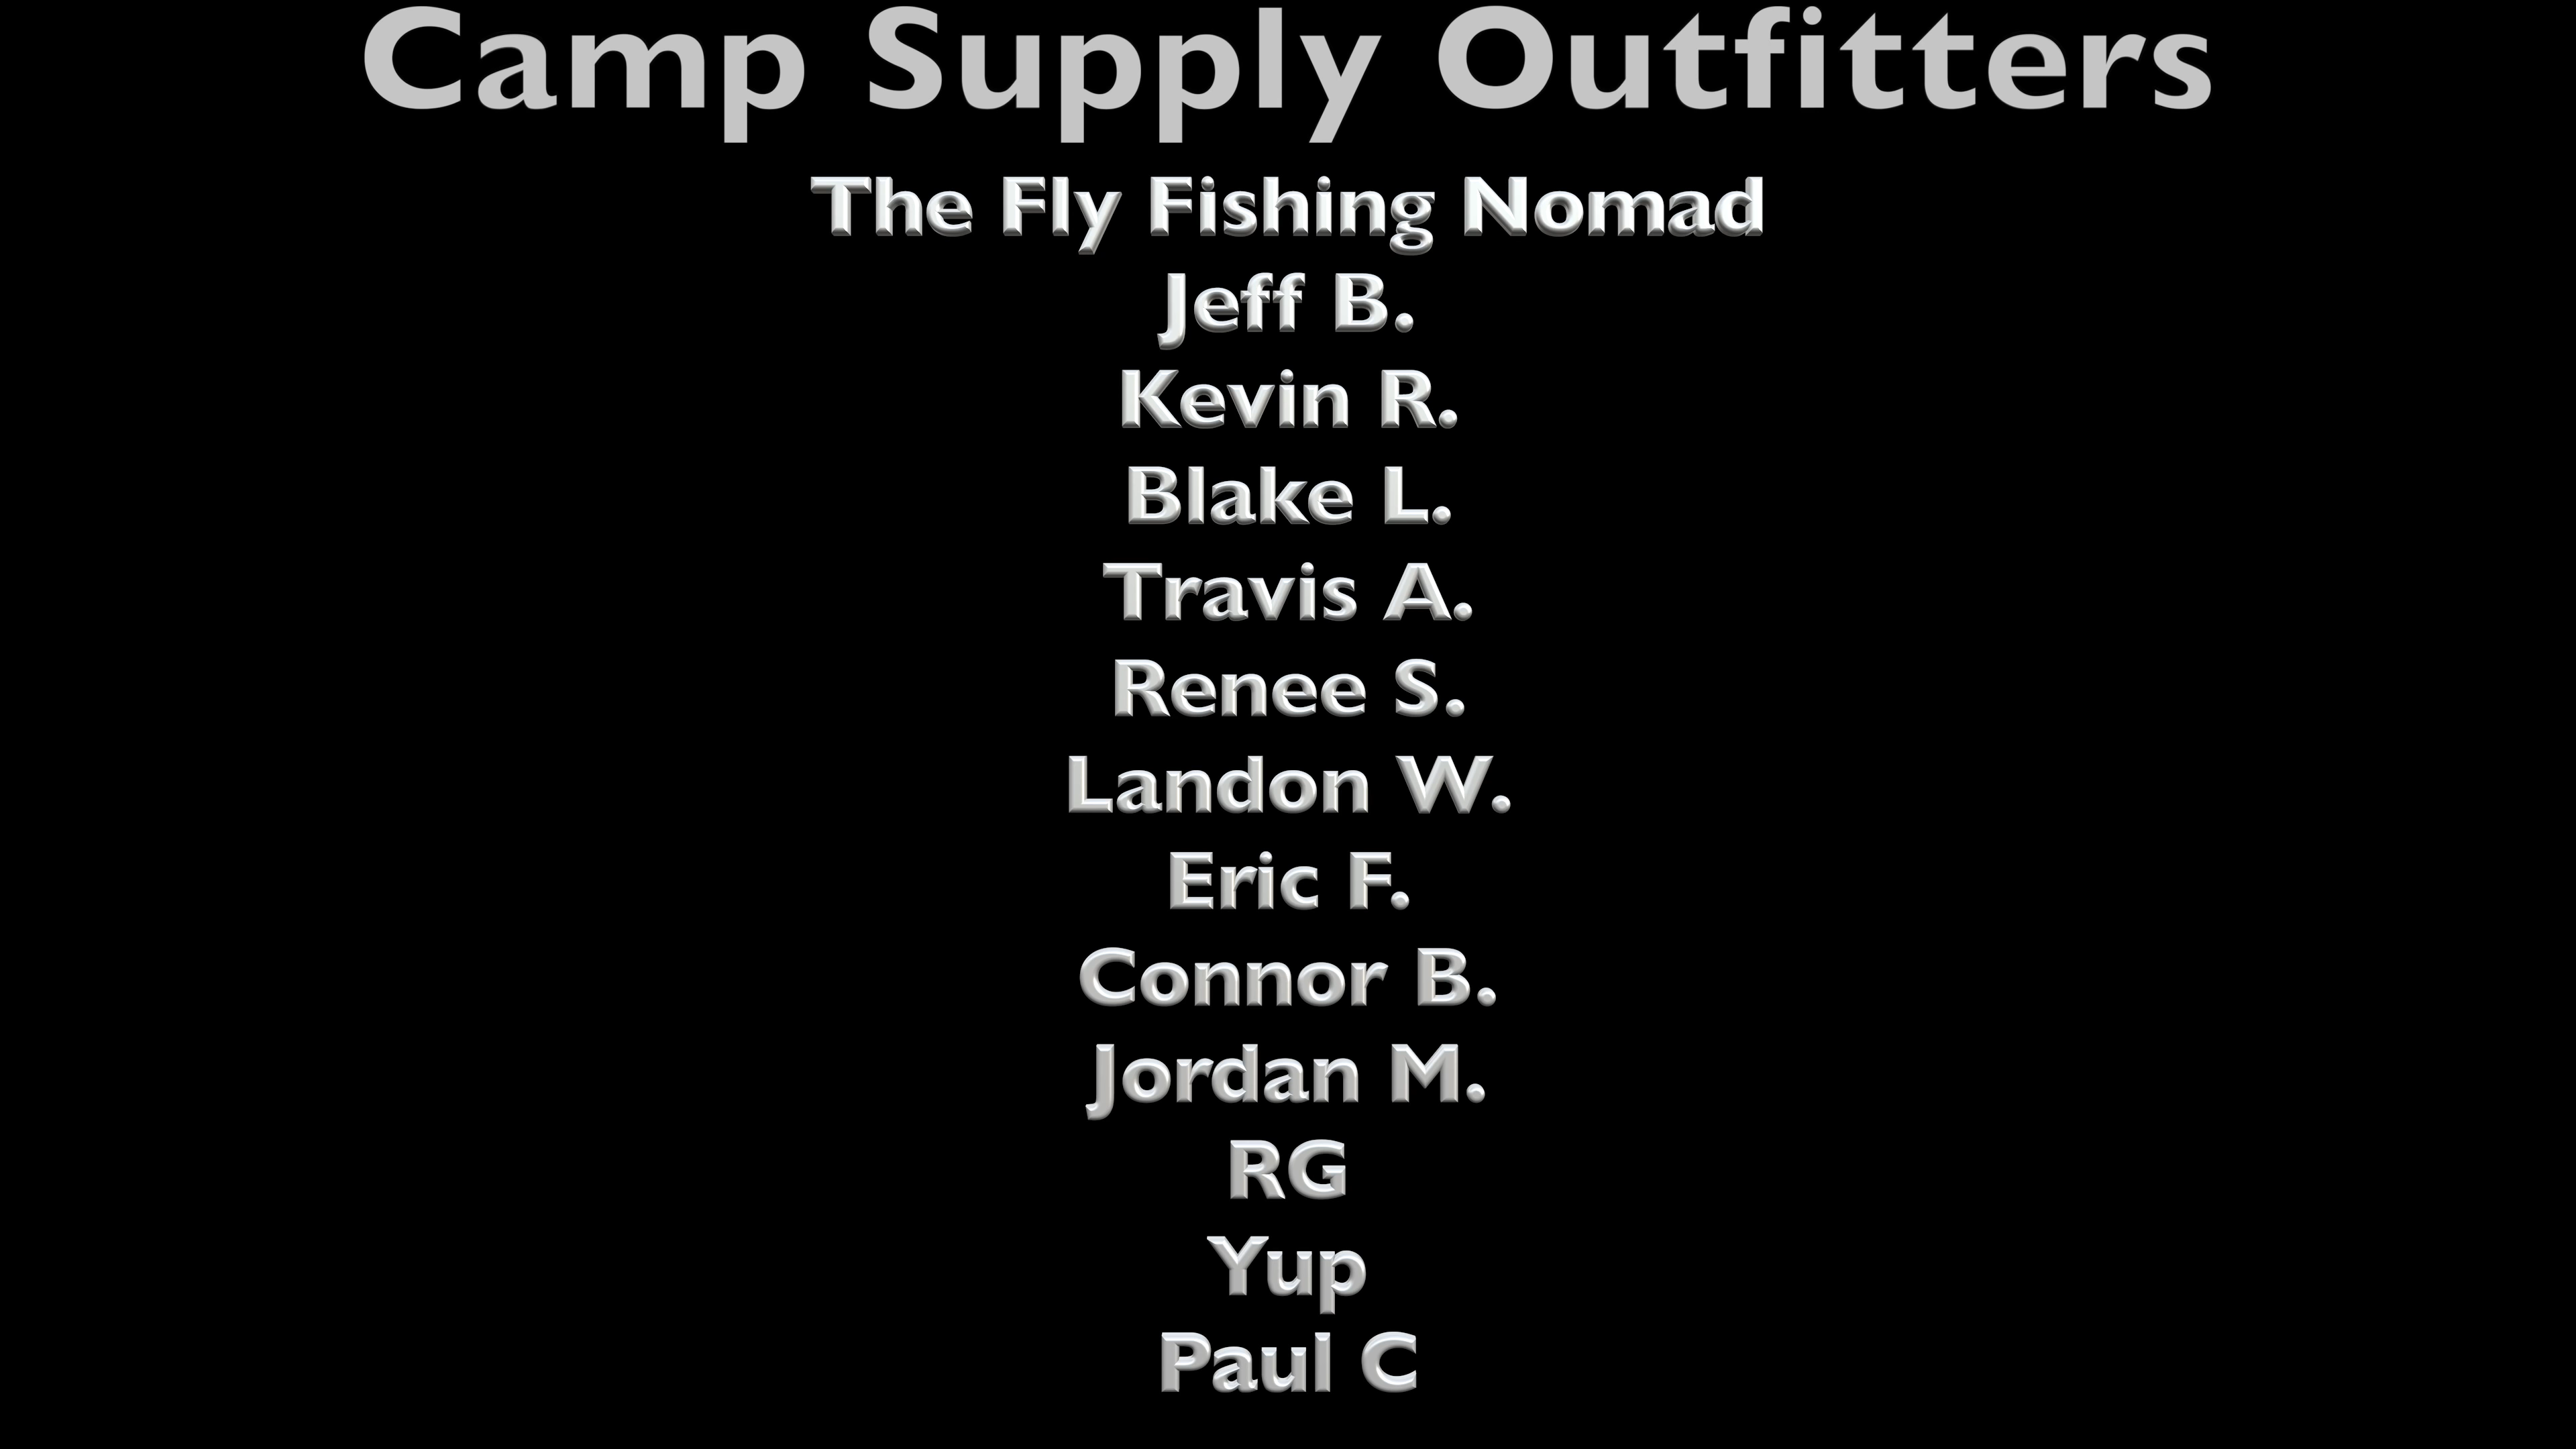 Camp Supply Outfitters
The Fly Fishing Nomad
Jeff B.
Kevin R.
Blake L.
Travis A.
Renee S.
Landon W.
Eric F.
Connor B.
Jordan M.
RG
Yup
Paul C